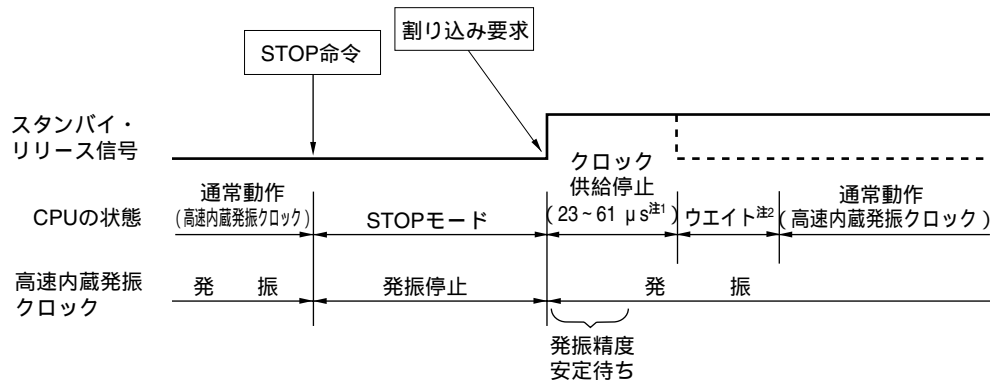 割り込み要求
STOP命令
スタンバイ・
リリース信号
クロック
供給停止
(23~61 μs注1)
通常動作
(高速内蔵発振クロック)
CPUの状態
STOPモード
ウエイト注2
通常動作
(高速内蔵発振クロック)
高速内蔵発振
クロック
発 振
発振停止
発 振
発振精度
安定待ち